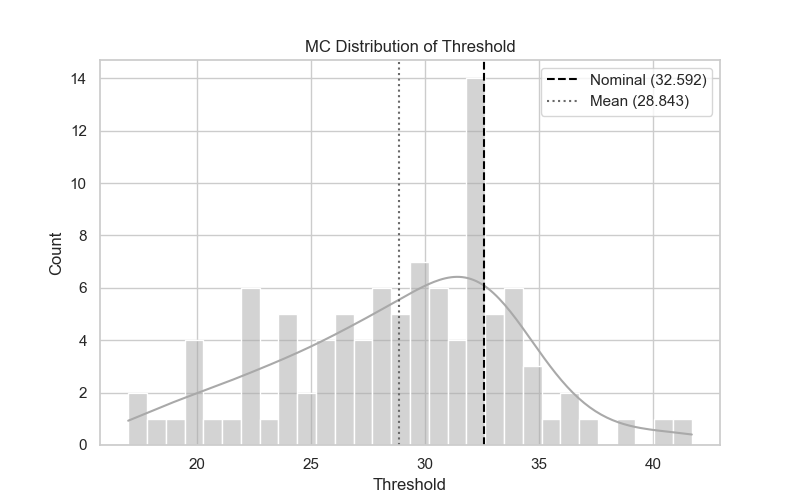 MC Distribution of Threshold
Nominal (32.592)
Mean (28.843)
Count
14
12
10
8
6
4
2
0
20 25 30 35 40
Threshold